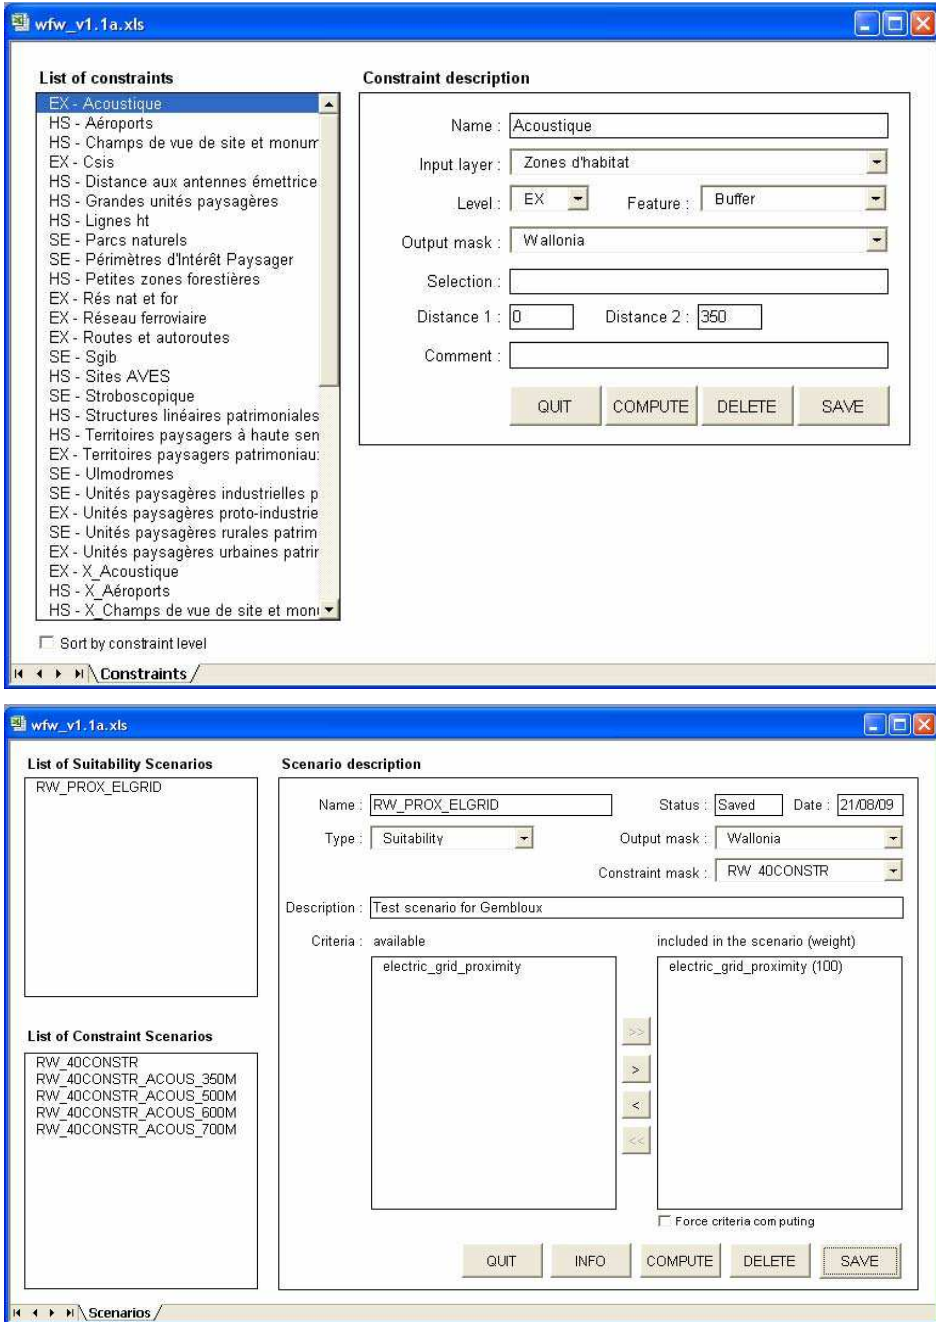 wfw_v1.1a.xls
List of constraints
EX - Acoustique
HS - Aéroports
HS - Champs de vue de site et monum
EX - Csis
HS - Distance aux antennes émettrice
HS - Grandes unités paysagères
HS - Lignes ht
SE - Parcs naturels
SE - Périmètres d'Intérêt Paysager
HS - Petites zones forestières
EX - Rés nat et for
EX - Réseau ferroviaire
EX - Routes et autoroutes
SE - Sgib
HS - Sites AVES
SE - Stroboscopique
HS - Structures linéaires patrimoniales
HS - Territoires paysagers à haute sen
EX - Territoires paysagers patrimoniau
SE - Ulmodromes
SE - Unités paysagères industrielles p
EX - Unités paysagères proto-industrie
SE - Unités paysagères rurales patrim
EX - Unités paysagères urbaines patrir
EX - X_Acoustique
HS - X_Aéroports
HS - X_Champs de vue de site et monu
Sort by constraint level
Constraint description
Name : Acoustique
Input layer : Zones d'habitat
Level : EX Feature : Buffer
Output mask : Wallonia
Selection :
Distance 1 : 0 Distance 2 : 350
Comment :
QUIT COMPUTE DELETE SAVE
Constraints
wfw_v1.1a.xls
List of Suitability Scenarios
RW_PROX_ELGRID
List of Constraint Scenarios
RW_40CONSTR
RW_40CONSTR_ACOUS_350M
RW_40CONSTR_ACOUS_500M
RW_40CONSTR_ACOUS_600M
RW_40CONSTR_ACOUS_700M
Scenario description
Name : RW_PROX_ELGRID Status : Saved Date : 21/08/09
Type : Suitability Output mask : Wallonia
Constraint mask : RW 40CONSTR
Description : Test scenario for Gembloux
Criteria : available included in the scenario (weight)
electric_grid_proximity electric_grid_proximity (100)
>>
>
<
<<
Force criteria computing
QUIT INFO COMPUTE DELETE SAVE
Scenarios